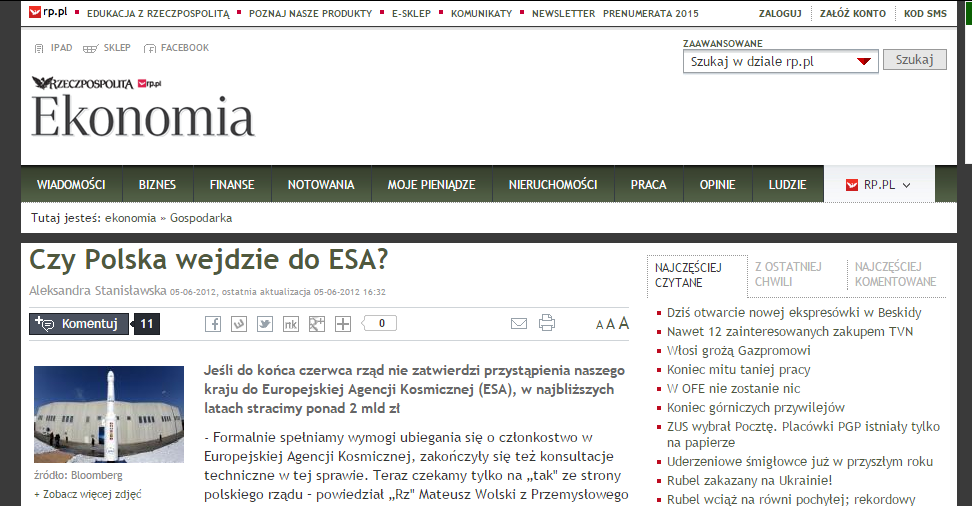 rp.pl EDUKACJA Z RZECZPOSPOLITĄ POZNAJ NASZE PRODUKTY E-SKLEP KOMUNIKATY NEWSLETTER PRENUMERATA 2015 ZALOGUJ ZAŁÓŻ KONTO KOD SMS
IPAD SKLEP FACEBOOK
ZAAWANSOWANE
Szukaj w dziale rp.pl Szukaj
RZECZPOSPOLITA rp.pl
Ekonomia
WIADOMOŚCI BIZNES FINANSE NOTOWANIA MOJE PIENIĄDZE NIERUCHOMOŚCI PRACA OPINIE LUDZIE RP.PL
Tutaj jesteś: ekonomia » Gospodarka
Czy Polska wejdzie do ESA?
Aleksandra Stanisławska 05-06-2012, ostatnia aktualizacja 05-06-2012 16:32
Komentuj 11 0 A A A
Jeśli do końca czerwca rząd nie zatwierdzi przystąpienia naszego
kraju do Europejskiej Agencji Kosmicznej (ESA), w najbliższych
latach stracimy ponad 2 mld zł
- Formalnie spełniamy wymogi ubiegania się o członkostwo w
Europejskiej Agencji Kosmicznej, zakończyły się też konsultacje
techniczne w tej sprawie. Teraz czekamy tylko na „tak" ze strony
polskiego rządu – powiedział „Rz" Mateusz Wolski z Przemysłowego
źródło: Bloomberg
+ Zobacz więcej zdjęć
NAJCZĘŚCIEJ
CZYTANE
Z OSTATNIEJ
CHWILI
NAJCZĘŚCIEJ
KOMENTOWANE
Dziś otwarcie nowej ekspresówki w Beskidy
Nawet 12 zainteresowanych zakupem TVN
Włosi grożą Gazpromowi
Koniec mitu taniej pracy
W OFE nie zostanie nic
Koniec górniczych przywilejów
ZUS wybrał Pocztę. Placówki PGP istniały tylko
na papierze
Uderzeniowe śmigłowce już w przyszłym roku
Rubel zakazany na Ukrainie!
Rubel wciąż na równi pochyłej; rekordowy